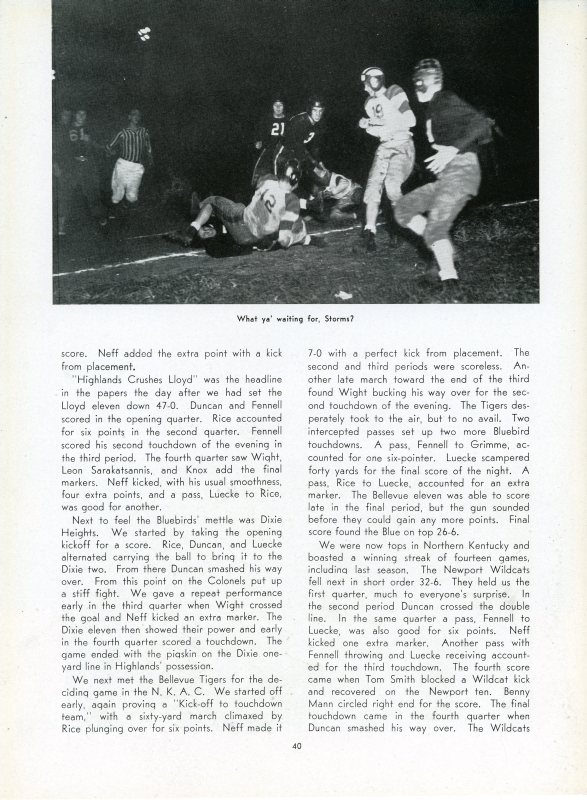 61
21
3
19
1
2
What ya' waiting for, Storms?
score. Neff added the extra point with a kick
from placement.
"Highlands Crushes Lloyd" was the headline
in the papers the day after we had set the
Lloyd eleven down 47-0. Duncan and Fennell
scored in the opening quarter. Rice accounted
for six points in the second quarter. Fennell
scored his second touchdown of the evening in
the third period. The fourth quarter saw Wight,
Leon Sarakatsannis, and Knox add the final
markers. Neff kicked, with his usual smoothness,
four extra points, and a pass, Luecke to Rice,
was good for another.
Next to feel the Bluebirds' mettle was Dixie
Heights. We started by taking the opening
kickoff for a score. Rice, Duncan, and Luecke
alternated carrying the ball to bring it to the
Dixie two. From there Duncan smashed his way
over. From this point on the Colonels put up
a stiff fight. We gave a repeat performance
early in the third quarter when Wight crossed
the goal and Neff kicked an extra marker. The
Dixie eleven then showed their power and early
in the fourth quarter scored a touchdown. The
game ended with the pigskin on the Dixie one-
yard line in Highlands' possession.
We next met the Bellevue Tigers for the de-
ciding game in the N. K. A. C. We started off
early, again proving a "Kick-off to touchdown
team," with a sixty-yard march climaxed by
Rice plunging over for six points. Neff made it
7-0 with a perfect kick from placement. The
second and third periods were scoreless. An-
other late march toward the end of the third
found Wight bucking his way over for the sec-
ond touchdown of the evening. The Tigers des-
perately took to the air, but to no avail. Two
intercepted passes set up two more Bluebird
touchdowns. A pass, Fennell to Grimme, ac-
counted for one six-pointer. Luecke scampered
forty yards for the final score of the night. A
pass, Rice to Luecke, accounted for an extra
marker. The Bellevue eleven was able to score
late in the final period, but the gun sounded
before they could gain any more points. Final
score found the Blue on top 26-6.
We were now tops in Northern Kentucky and
boasted a winning streak of fourteen games,
including last season. The Newport Wildcats
fell next in short order 32-6. They held us the
first quarter, much to everyone's surprise. In
the second period Duncan crossed the double
line. In the same quarter a pass, Fennell to
Luecke, was also good for six points. Neff
kicked one extra marker. Another pass with
Fennell throwing and Luecke receiving account-
ed for the third touchdown. The fourth score
came when Tom Smith blocked a Wildcat kick
and recovered on the Newport ten. Benny
Mann circled right end for the score. The final
touchdown came in the fourth quarter when
Duncan smashed his way over. The Wildcats
40